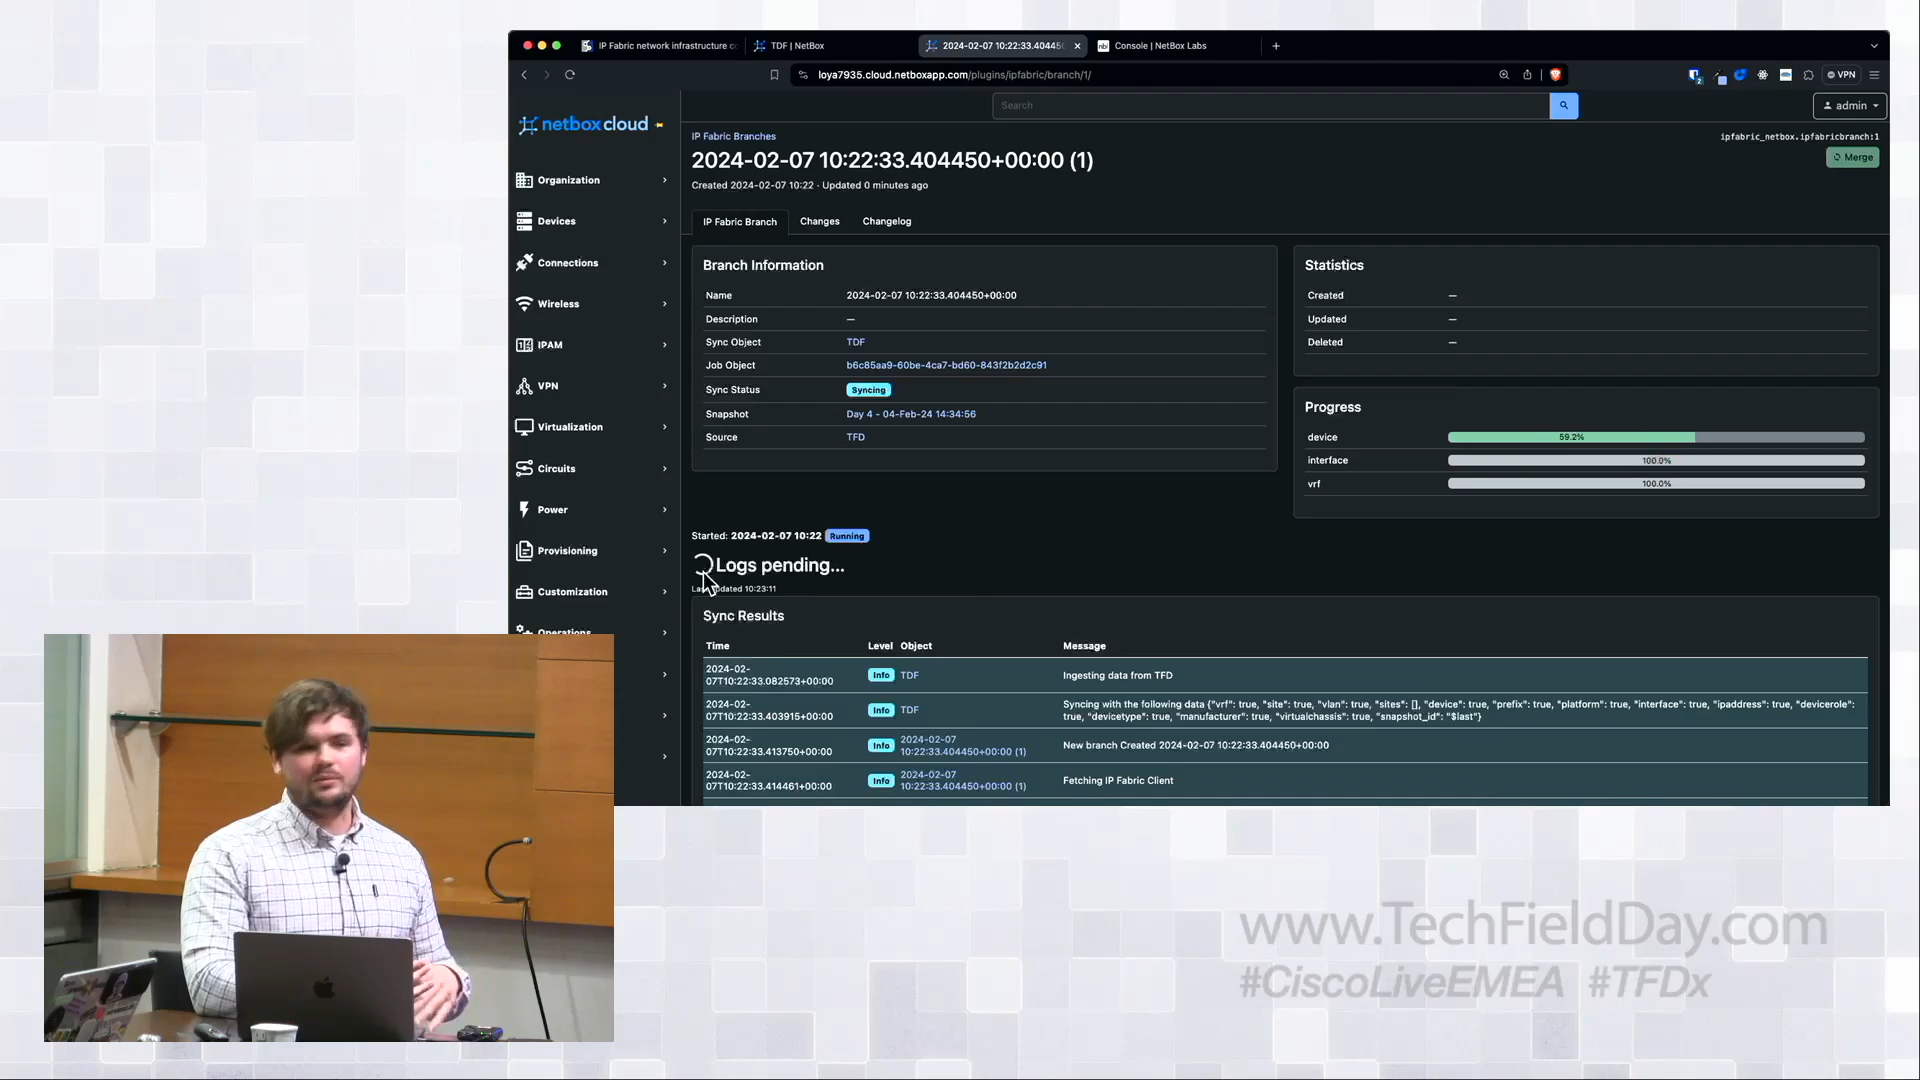 IP Fabric network infrastructure co
TDF | NetBox
2024-02-07 10:22:33.404450
Console | NetBox Labs
loya7935.cloud.netboxapp.com/plugins/ipfabric/branch/1/
VPN
netbox cloud
Search
admin
IP Fabric Branches
ipfabric_netbox.ipfabricbranch:1
2024-02-07 10:22:33.404450+00:00 (1)
Merge
Created 2024-02-07 10:22 · Updated 0 minutes ago
Organization
Devices
Connections
Wireless
IPAM
VPN
Virtualization
Circuits
Power
Provisioning
Customization
Operations
IP Fabric Branch
Changes
Changelog
Branch Information
Name 2024-02-07 10:22:33.404450+00:00
Description —
Sync Object TDF
Job Object b6c85aa9-60be-4ca7-bd60-843f2b2d2c91
Sync Status Syncing
Snapshot Day 4 - 04-Feb-24 14:34:56
Source TFD
Statistics
Created —
Updated —
Deleted —
Progress
device 59.2%
interface 100.0%
vrf 100.0%
Started: 2024-02-07 10:22 Running
Logs pending...
10:23:11
Sync Results
Time Level Object Message
2024-02-
07T10:22:33.082573+00:00 Info TDF Ingesting data from TFD
2024-02-
07T10:22:33.403915+00:00 Info TDF Syncing with the following data {"vrf": true, "site": true, "vlan": true, "sites": [], "device": true, "prefix": true, "platform": true, "interface": true, "ipaddress": true, "devicerole":
true, "devicetype": true, "manufacturer": true, "virtualchassis": true, "snapshot_id": "$last"}
2024-02-
07T10:22:33.413750+00:00 Info 2024-02-07
10:22:33.404450+00:00 (1) New branch Created 2024-02-07 10:22:33.404450+00:00
2024-02-
07T10:22:33.414461+00:00 Info 2024-02-07
10:22:33.404450+00:00 (1) Fetching IP Fabric Client
www.TechFieldDay.com
#CiscoLiveEMEA #TFDx